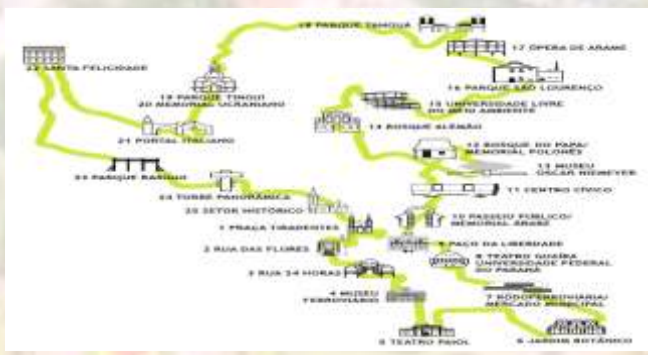 18 PARQUE TANGUÁ
17 ÓPERA DE ARAME
22 SANTA FELICIDADE
16 PARQUE SÃO LOURENÇO
19 PARQUE TINGUI
20 MEMORIAL UCRANIANO
15 UNIVERSIDADE LIVRE
DO MEIO AMBIENTE
14 BOSQUE ALEMÃO
21 PORTAL ITALIANO
12 BOSQUE DO PAPA/
MEMORIAL POLONÊS
13 MUSEU
OSCAR NIEMEYER
23 PARQUE BARIGUI
11 CENTRO CÍVICO
24 TORRE PANORÂMICA
25 SETOR HISTÓRICO
10 PASSEIO PÚBLICO/
MEMORIAL ÁRABE
1 PRAÇA TIRADENTES
9 PAÇO DA LIBERDADE
2 RUA DAS FLORES
8 TEATRO GUAÍRA
UNIVERSIDADE FEDERAL
DO PARANÁ
3 RUA 24 HORAS
4 MUSEU
FERROVIÁRIO
7 RODOFERROVIÁRIA/
MERCADO MUNICIPAL
5 TEATRO PAIOL
6 JARDIM BOTÂNICO